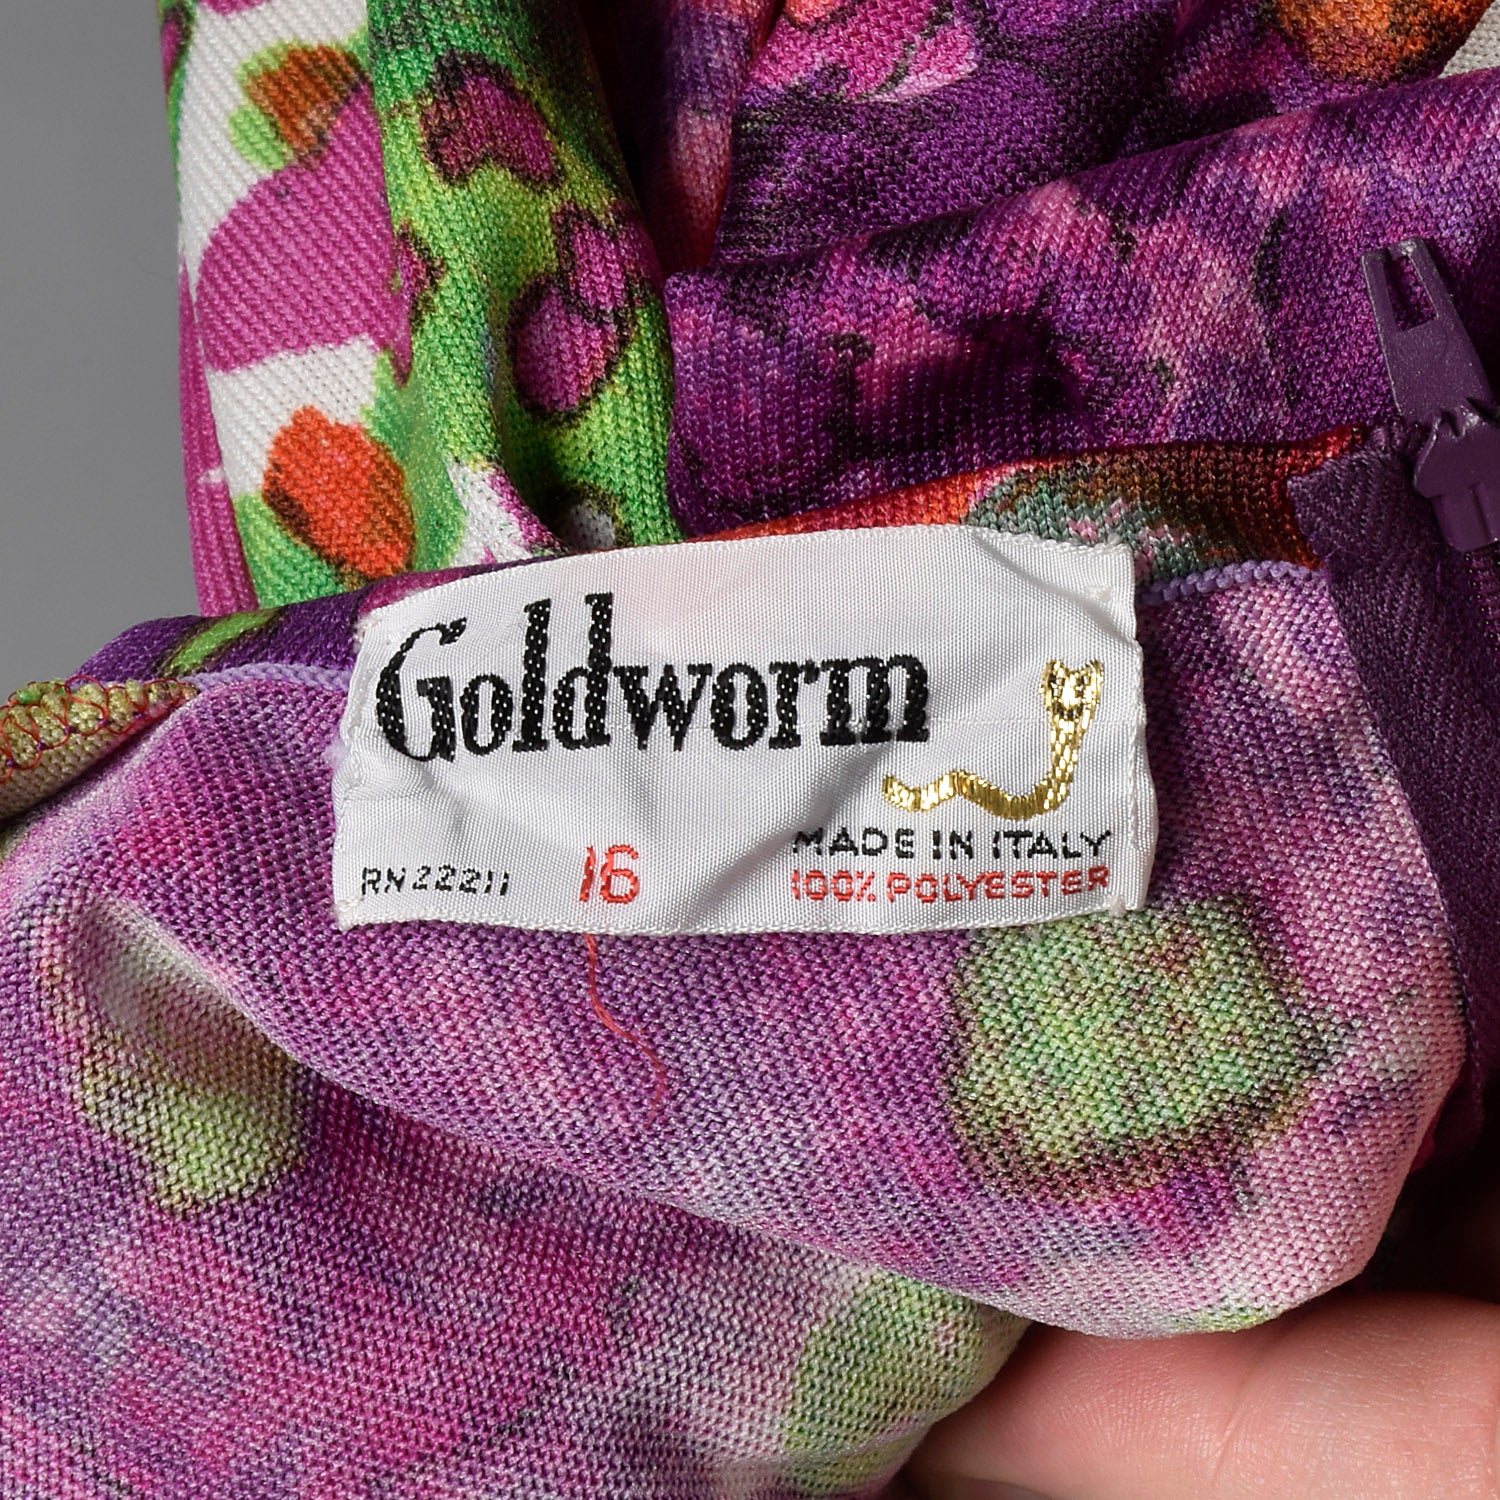 Goldworm
MADE IN ITALY
RN22211 16 100% POLYESTER